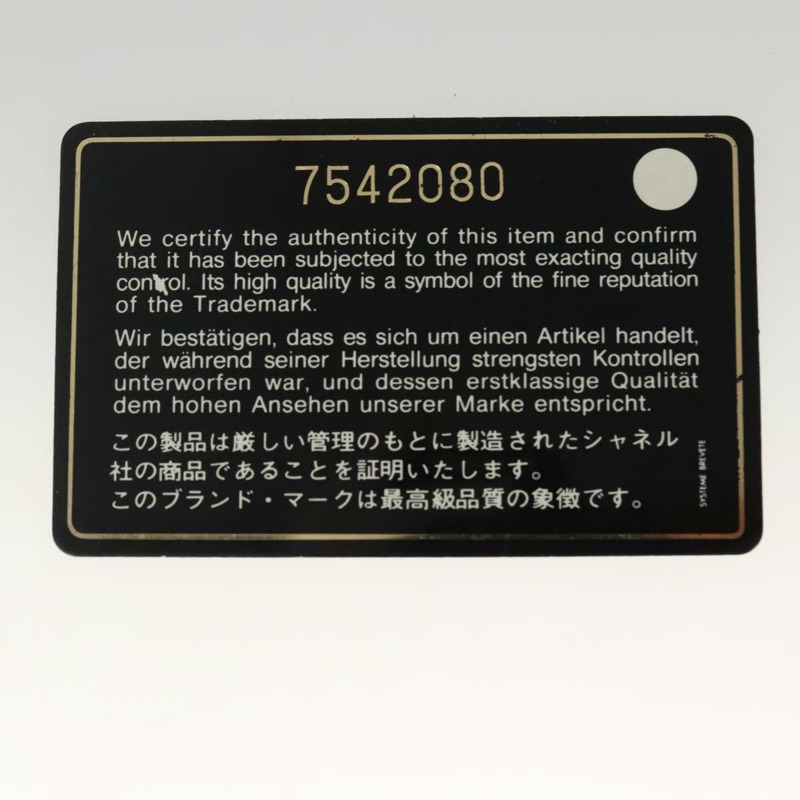 7542080
We certify the authenticity of this item and confirm
that it has been subjected to the most exacting quality
control. Its high quality is a symbol of the fine reputation
of the Trademark.
Wir bestätigen, dass es sich um einen Artikel handelt,
der während seiner Herstellung strengsten Kontrollen
unterworfen war, und dessen erstklassige Qualität
dem hohen Ansehen unserer Marke entspricht.
この製品は厳しい管理のもとに製造されたシャネル
社の商品であることを証明いたします。
このブランド・マークは最高級品質の象徴です。
SYSTEME BREVETE